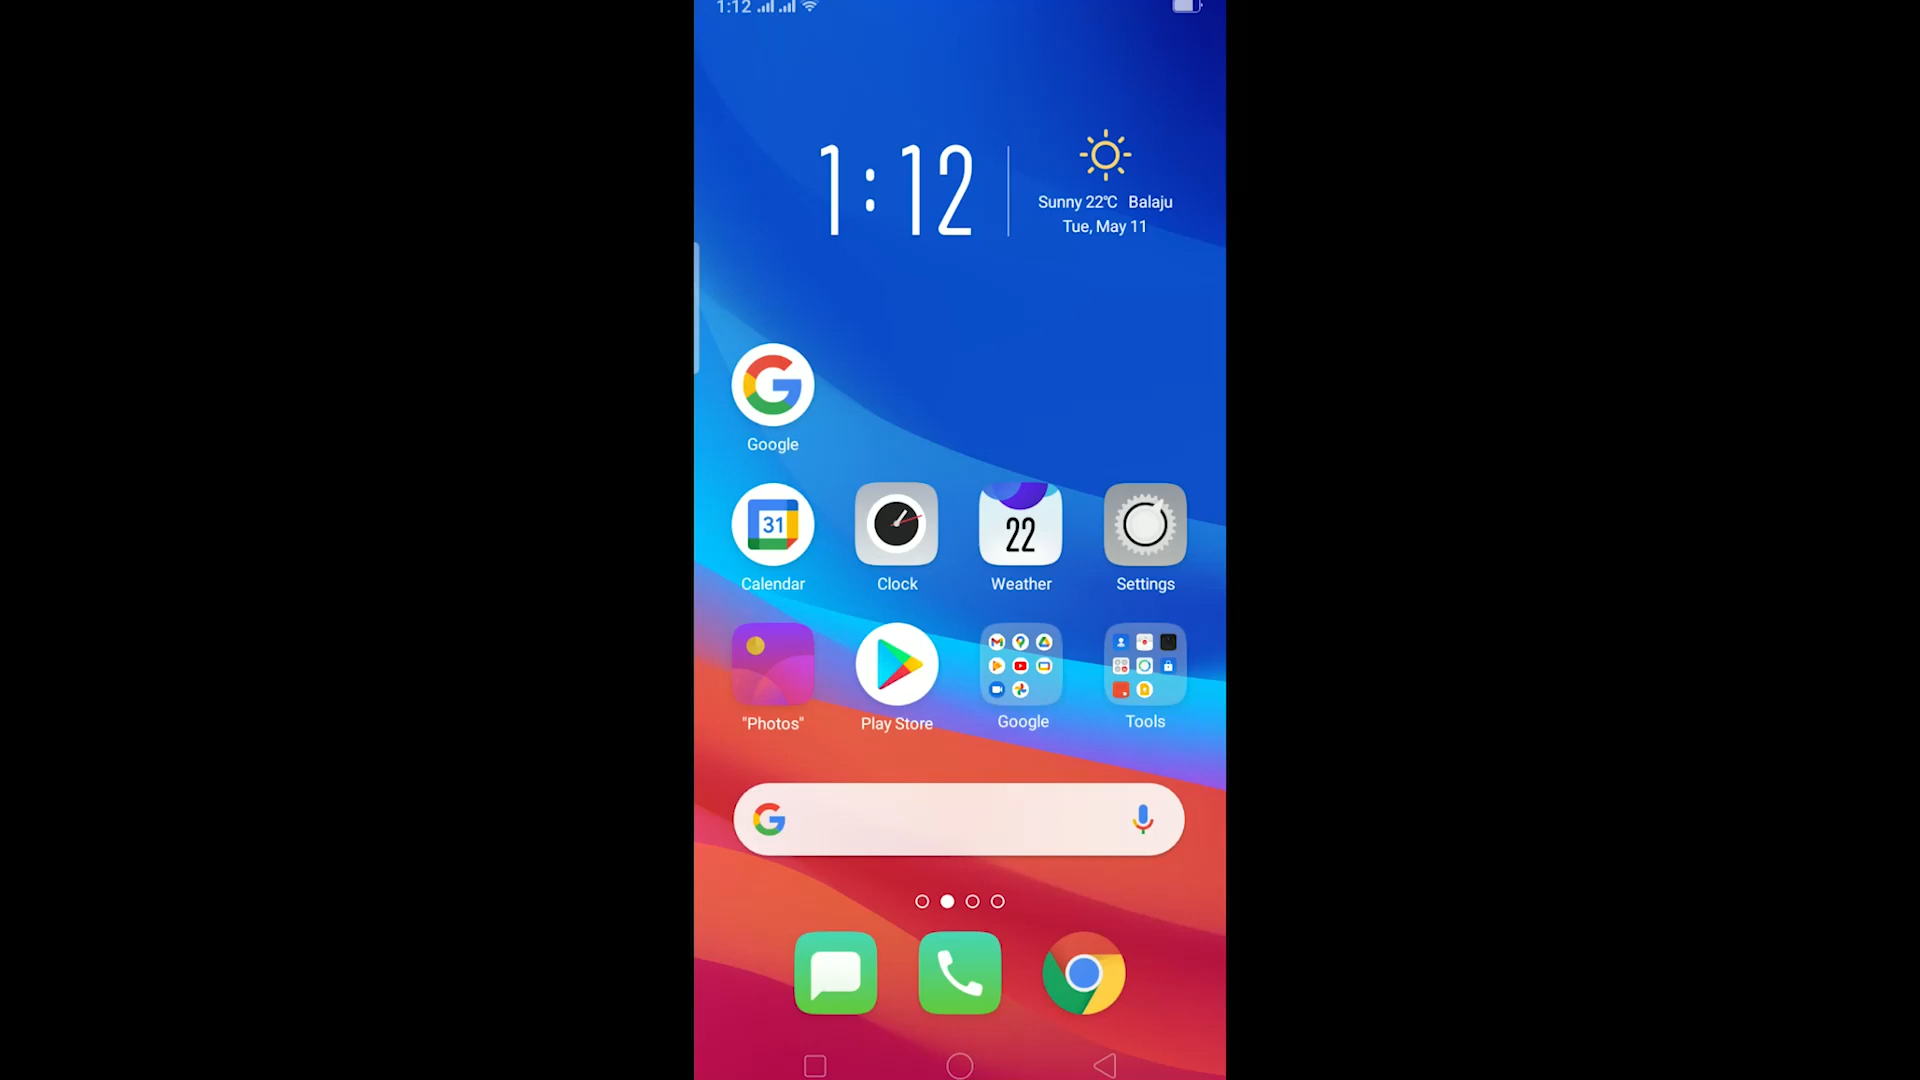 1:12
1:12
Sunny 22℃ Balaju
Tue, May 11
Google
31
22
Calendar Clock Weather Settings
"Photos" Play Store Google Tools